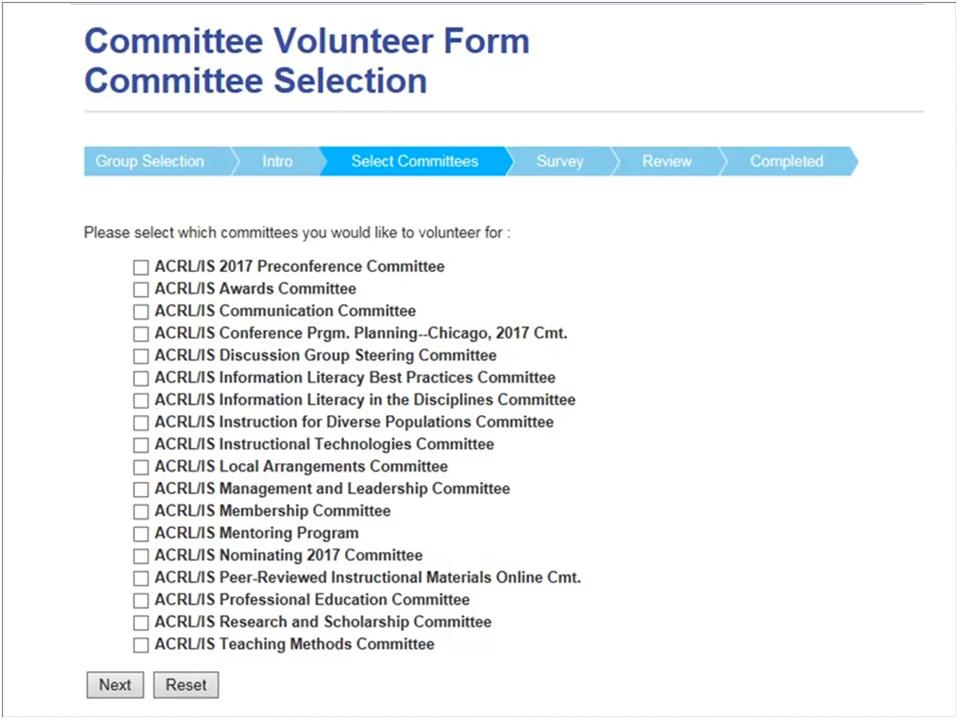 Committee Volunteer Form
Committee Selection
Group Selection Intro Select Committees Survey Review Completed
Please select which committees you would like to volunteer for :
ACRL/IS 2017 Preconference Committee
ACRL/IS Awards Committee
ACRL/IS Communication Committee
ACRL/IS Conference Prgm. Planning--Chicago, 2017 Cmt.
ACRL/IS Discussion Group Steering Committee
ACRL/IS Information Literacy Best Practices Committee
ACRL/IS Information Literacy in the Disciplines Committee
ACRL/IS Instruction for Diverse Populations Committee
ACRL/IS Instructional Technologies Committee
ACRL/IS Local Arrangements Committee
ACRL/IS Management and Leadership Committee
ACRL/IS Membership Committee
ACRL/IS Mentoring Program
ACRL/IS Nominating 2017 Committee
ACRL/IS Peer-Reviewed Instructional Materials Online Cmt.
ACRL/IS Professional Education Committee
ACRL/IS Research and Scholarship Committee
ACRL/IS Teaching Methods Committee
Next Reset